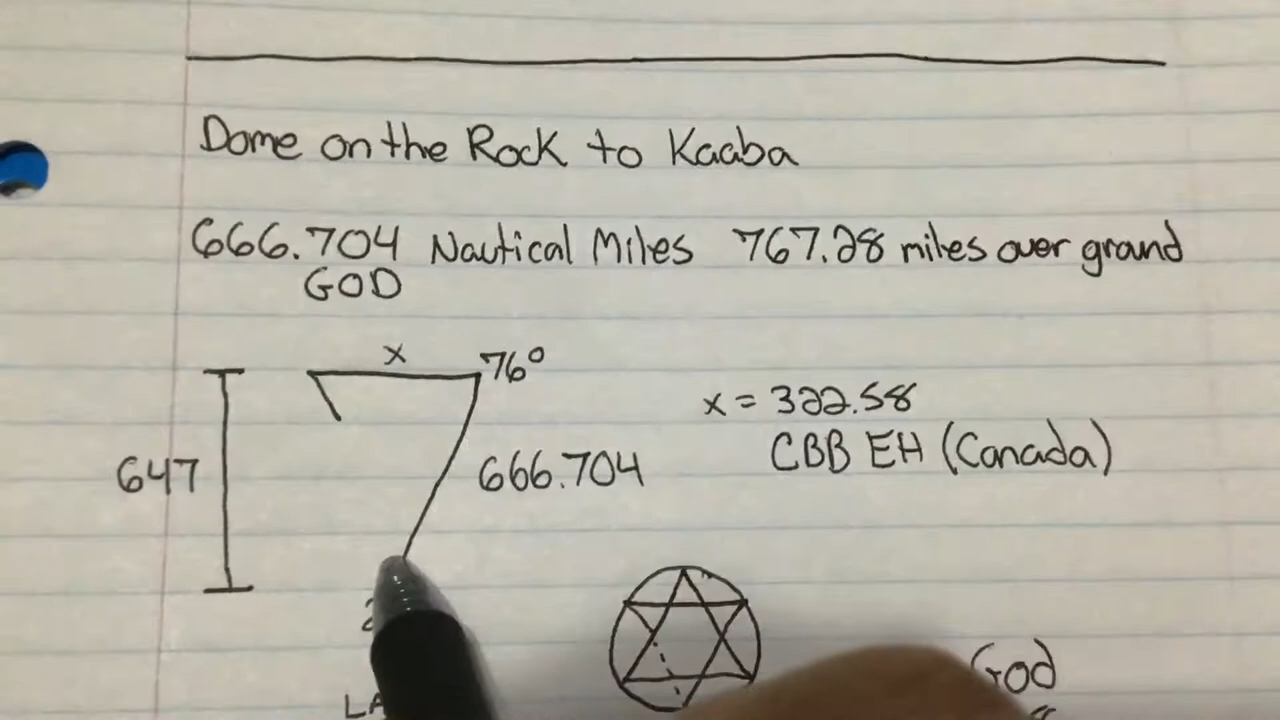 Dome on the Rock to Kaaba
666.704 Nautical Miles 767.28 miles over ground
GOD
x
76°
x = 322.58
647
666.704
CBB EH (Canada)
God